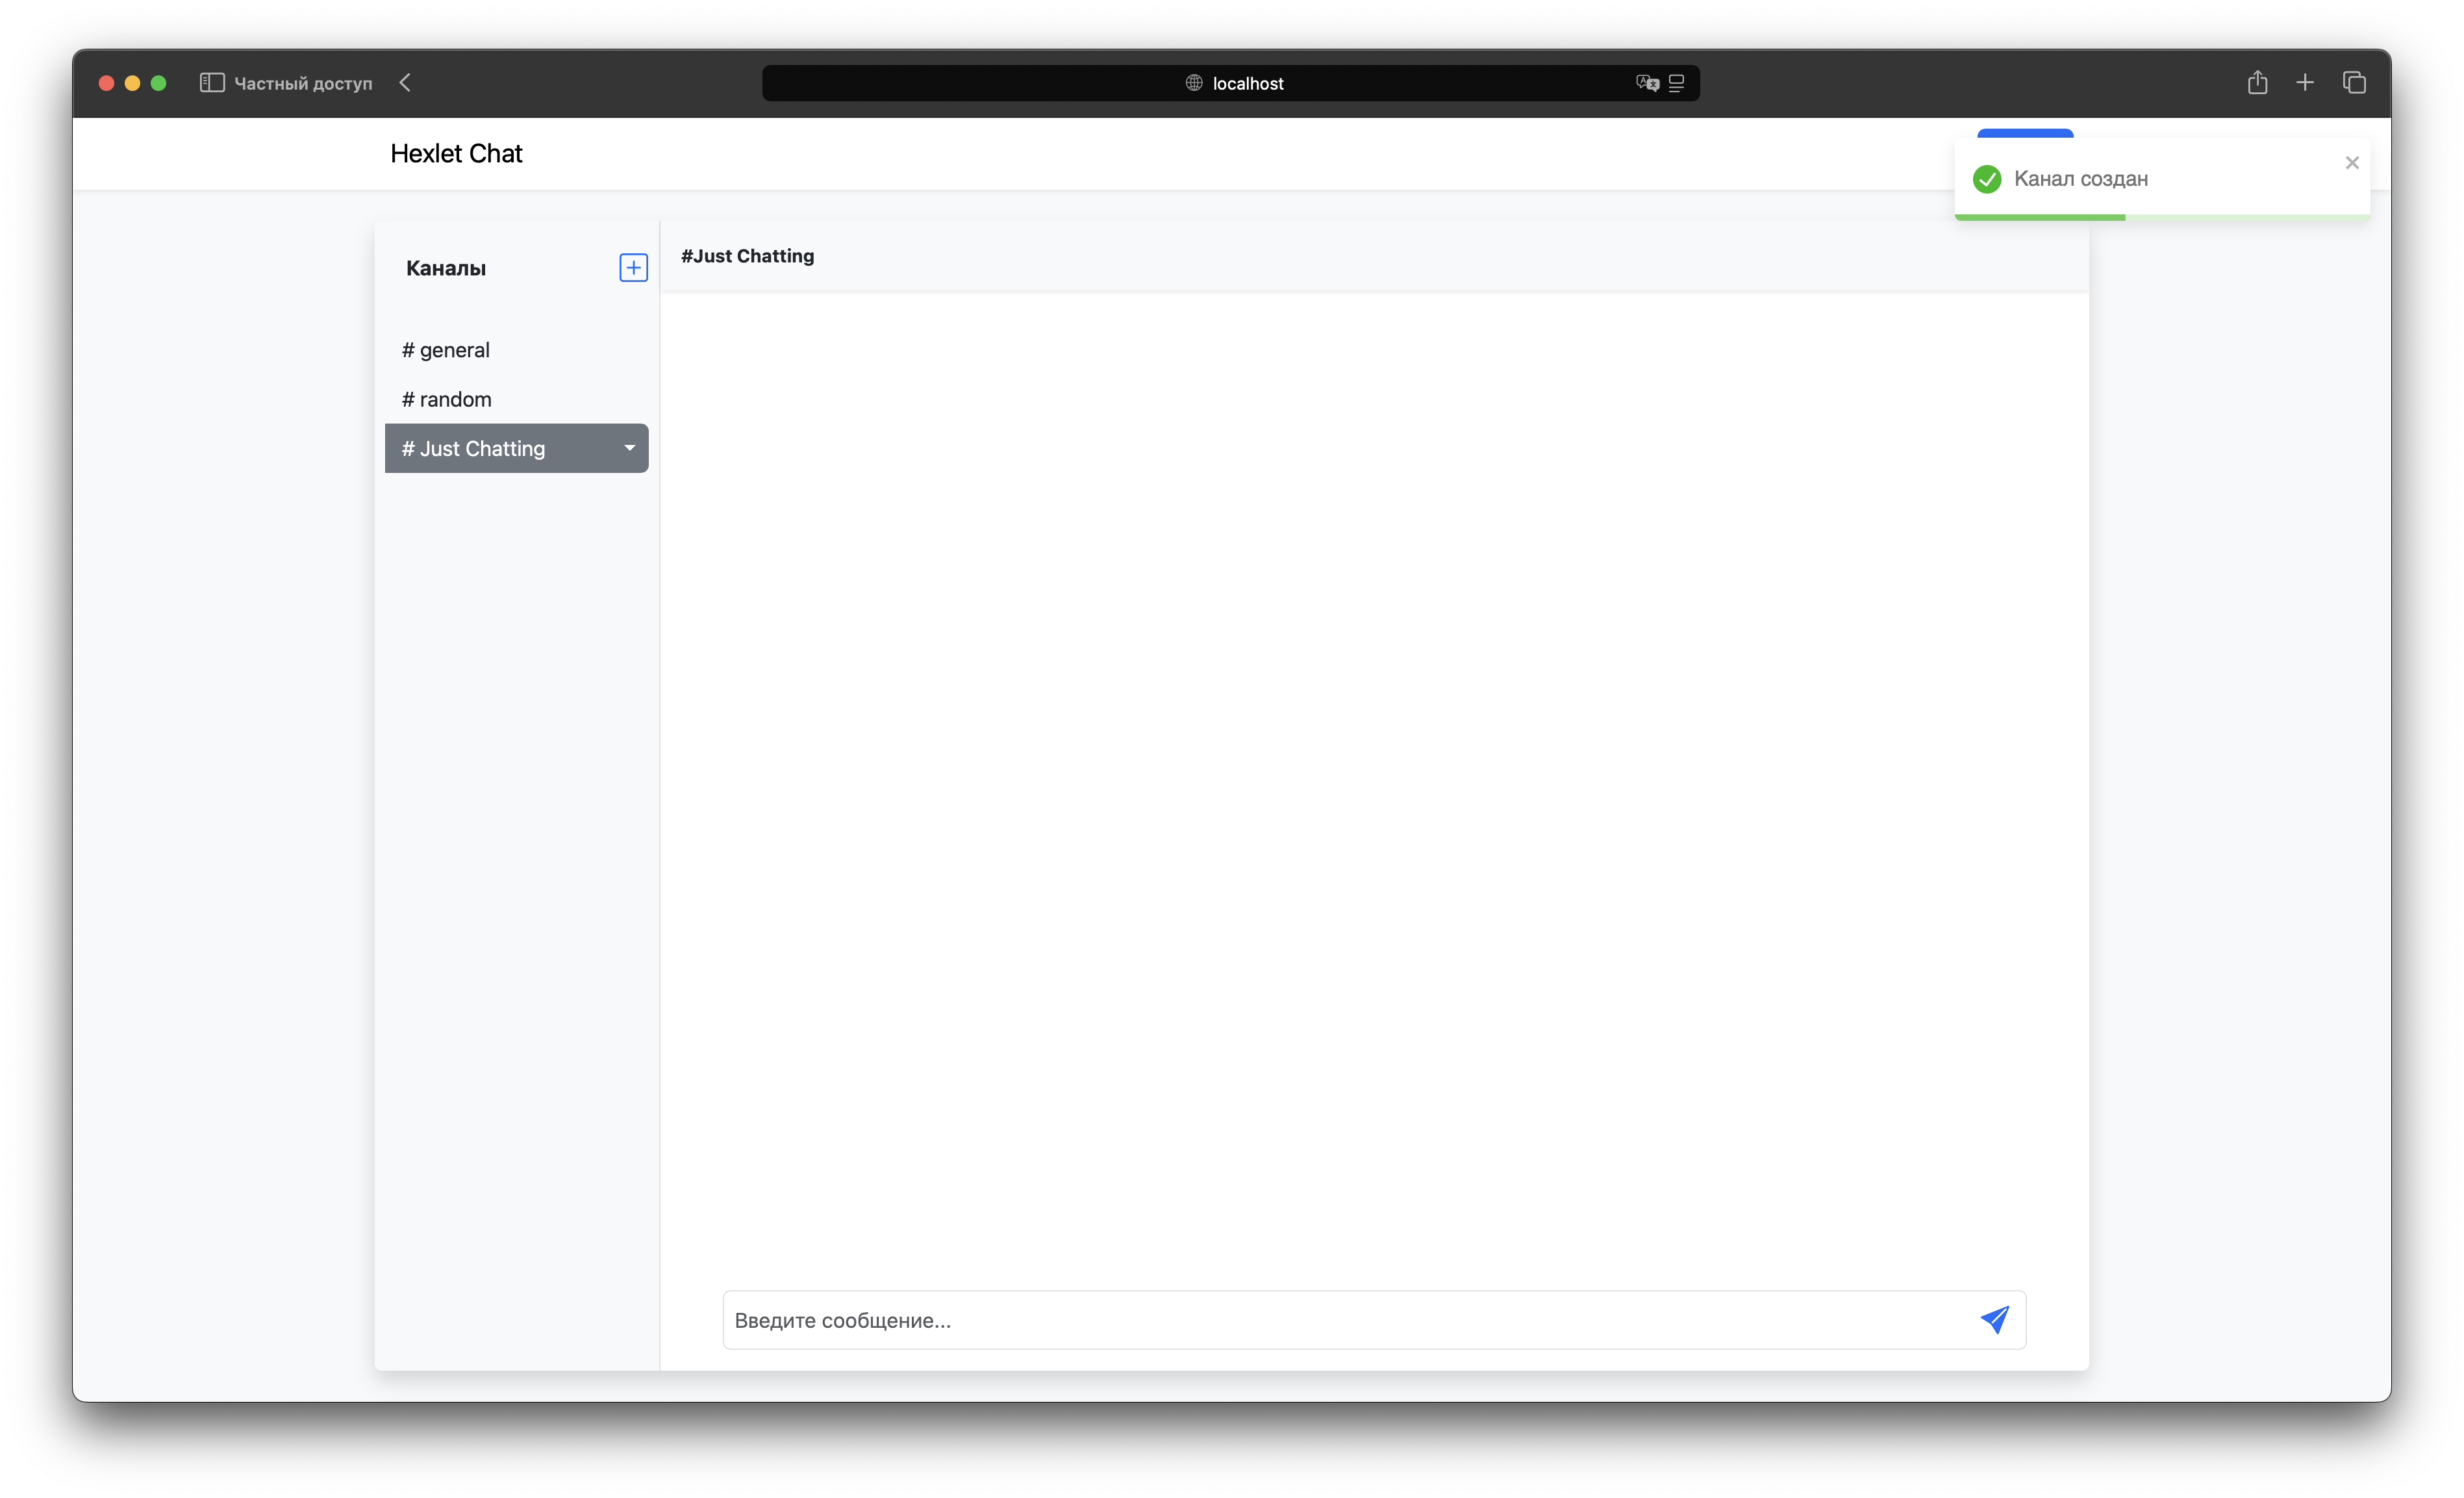 Частный доступ
localhost
Hexlet Chat
Канал создан
Каналы
#Just Chatting
# general
# random
# Just Chatting
Введите сообщение...